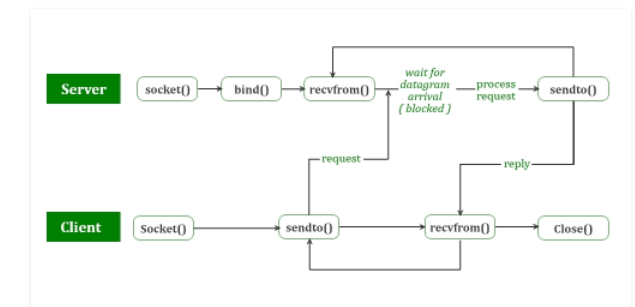 Server
socket()
bind()
recvfrom()
wait for
datagram
arrival
( blocked )
process
request
sendto()
request
reply
Client
Socket()
sendto()
recvfrom()
Close()